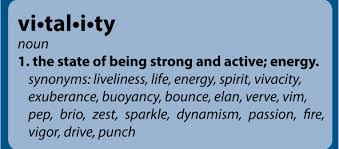 vi•tal•i•ty
noun
1. the state of being strong and active; energy.
synonyms: liveliness, life, energy, spirit, vivacity,
exuberance, buoyancy, bounce, elan, verve, vim,
pep, brio, zest, sparkle, dynamism, passion, fire,
vigor, drive, punch